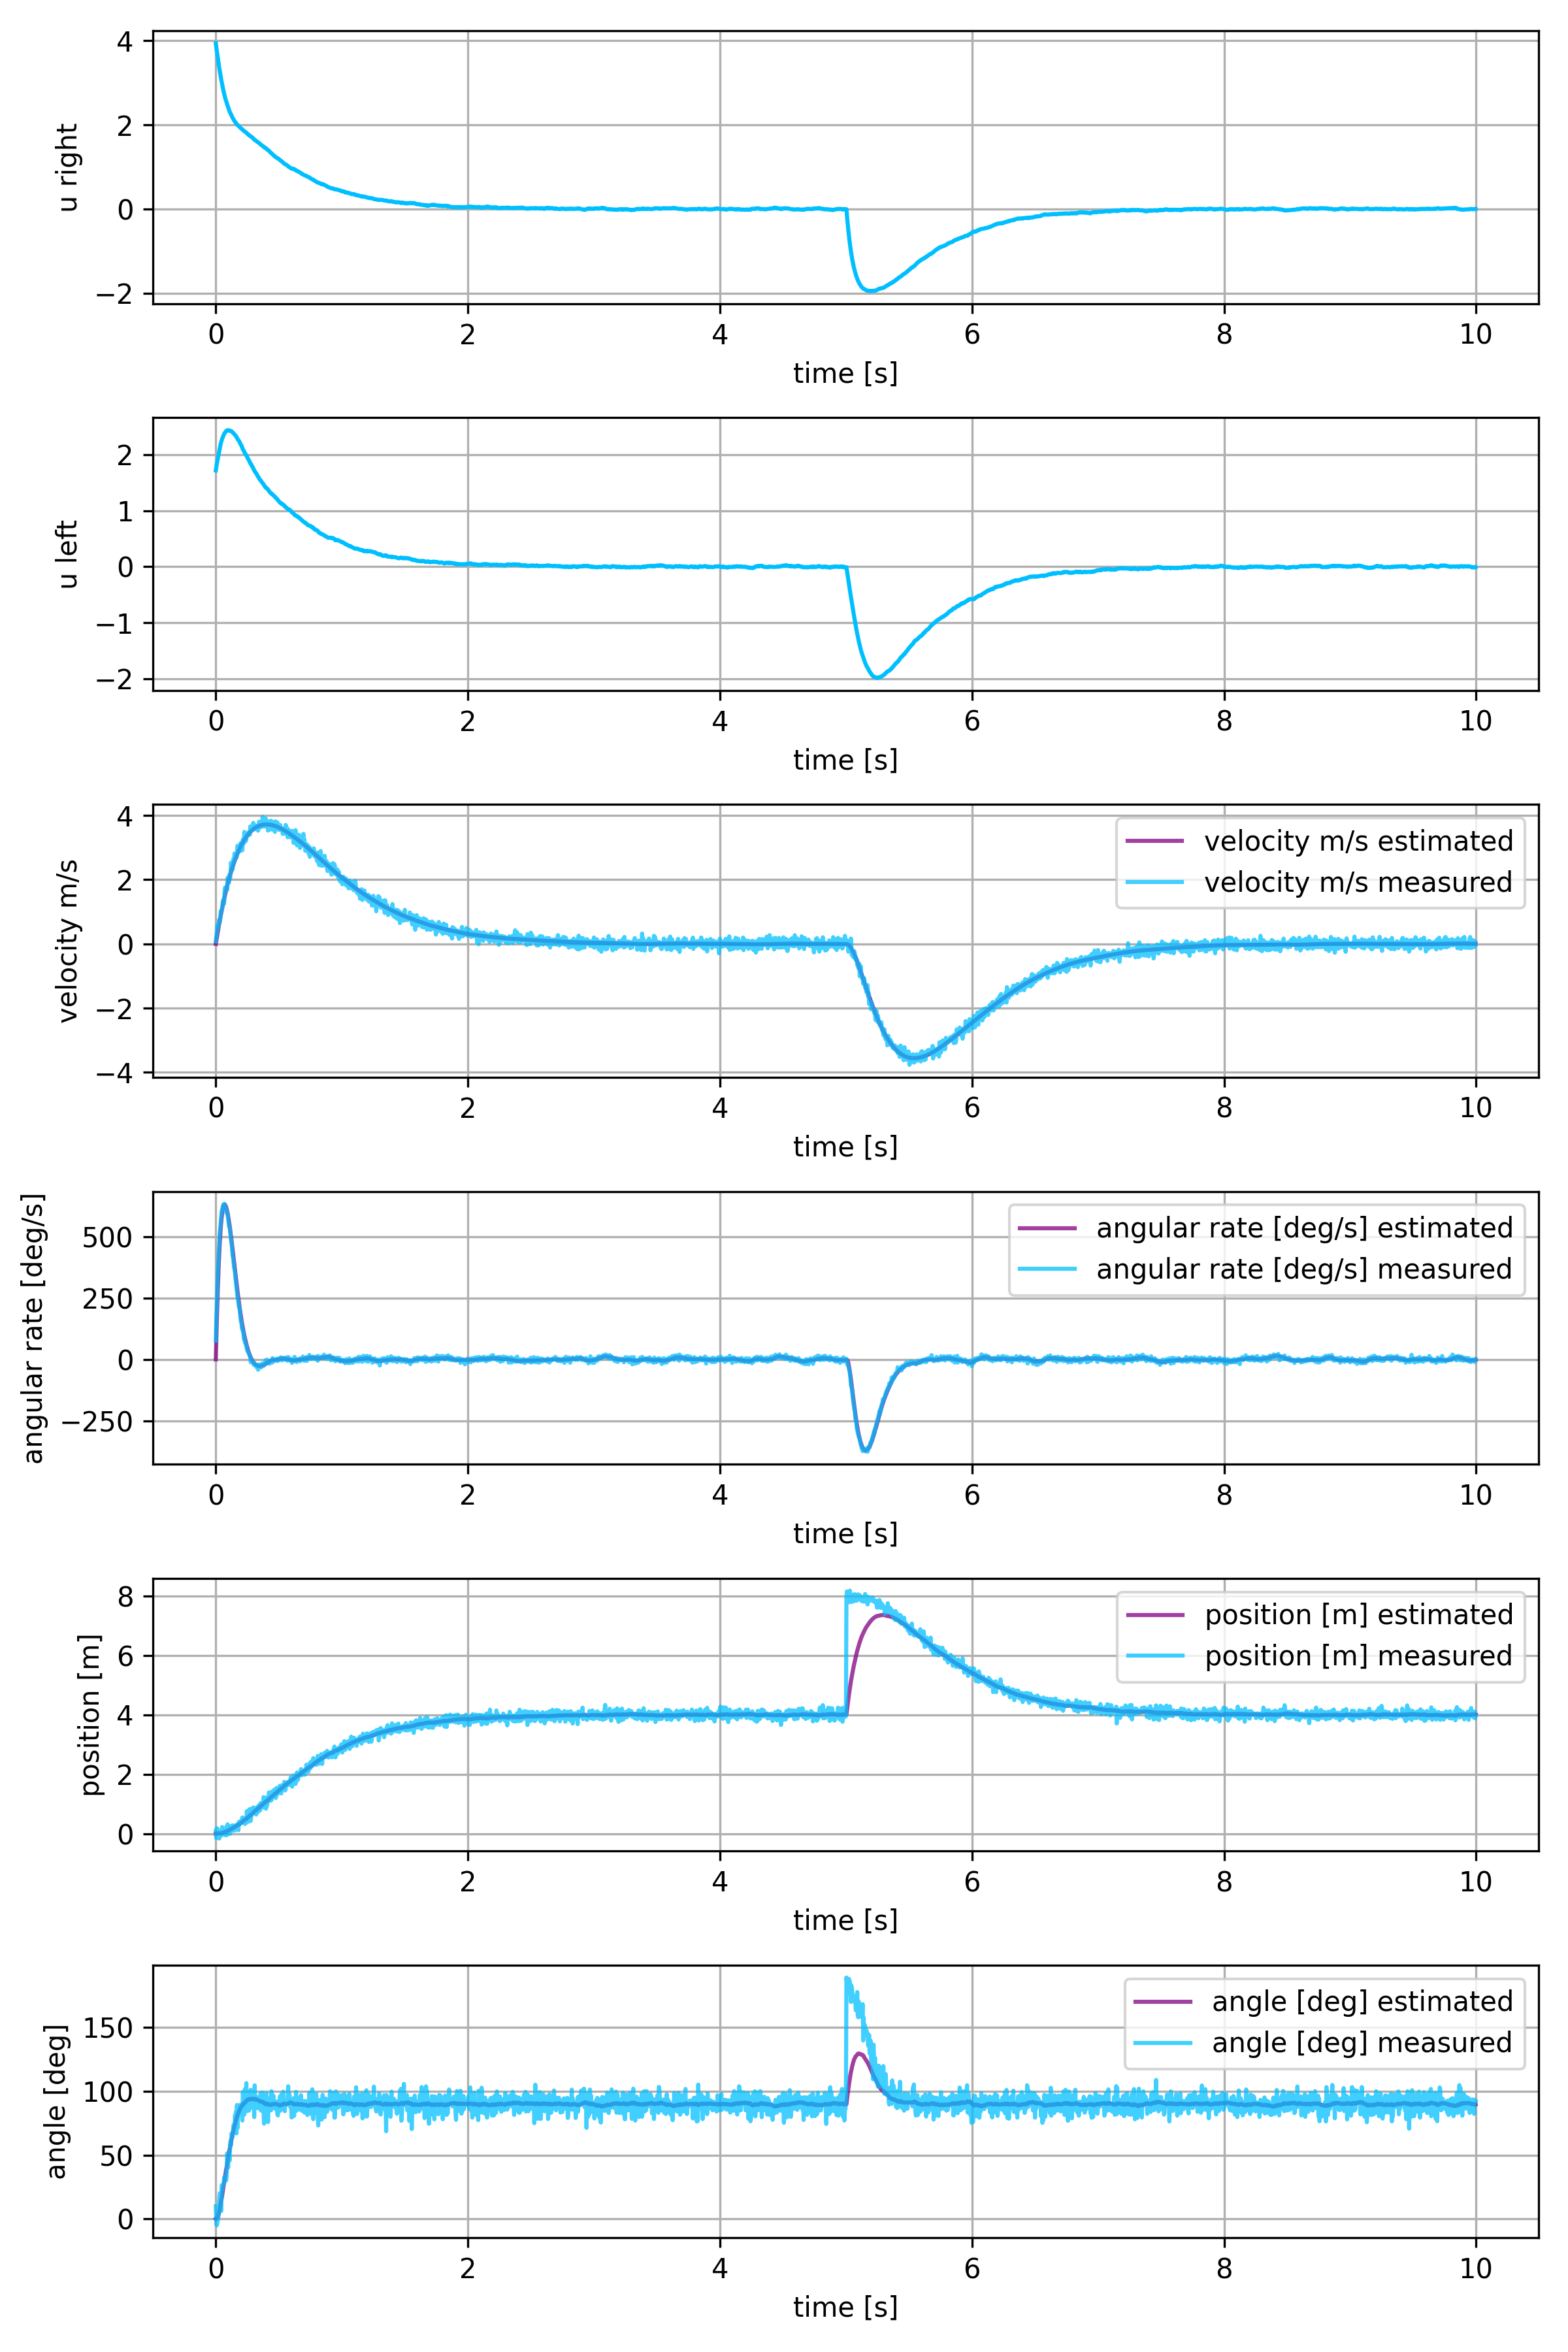 4
2
0
−2
u right
0 2 4 6 8 10
time [s]
2
1
0
−1
−2
u left
0 2 4 6 8 10
time [s]
4
2
0
−2
−4
velocity m/s
velocity m/s estimated
velocity m/s measured
0 2 4 6 8 10
time [s]
500
250
0
−250
angular rate [deg/s]
angular rate [deg/s] estimated
angular rate [deg/s] measured
0 2 4 6 8 10
time [s]
8
6
4
2
0
position [m]
position [m] estimated
position [m] measured
0 2 4 6 8 10
time [s]
150
100
50
0
angle [deg]
angle [deg] estimated
angle [deg] measured
0 2 4 6 8 10
time [s]